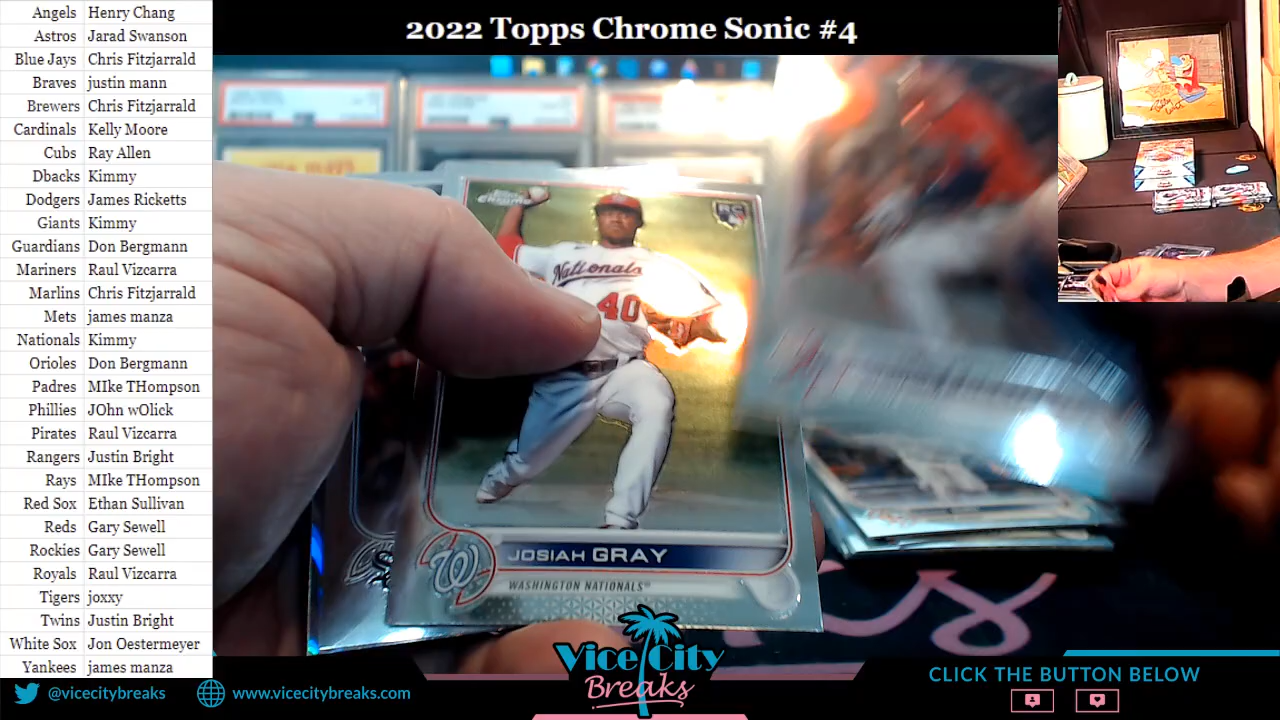 2022 Topps Chrome Sonic #4
Angels Henry Chang
Astros Jarad Swanson
Blue Jays Chris Fitzjarrald
Braves justin mann
Brewers Chris Fitzjarrald
Cardinals Kelly Moore
Cubs Ray Allen
Dbacks Kimmy
Dodgers James Ricketts
Giants Kimmy
Guardians Don Bergmann
Mariners Raul Vizcarra
Marlins Chris Fitzjarrald
Mets james manza
Nationals Kimmy
Orioles Don Bergmann
Padres MIke THompson
Phillies JOhn wOlick
Pirates Raul Vizcarra
Rangers Justin Bright
Rays MIke THompson
Red Sox Ethan Sullivan
Reds Gary Sewell
Rockies Gary Sewell
Royals Raul Vizcarra
Tigers joxxy
Twins Justin Bright
White Sox Jon Oestermeyer
Yankees james manza
Chrome
RC
Nationals
40
W
JOSIAH GRAY
WASHINGTON NATIONALS™
@vicecitybreaks
www.vicecitybreaks.com
Vice City
Breaks
CLICK THE BUTTON BELOW